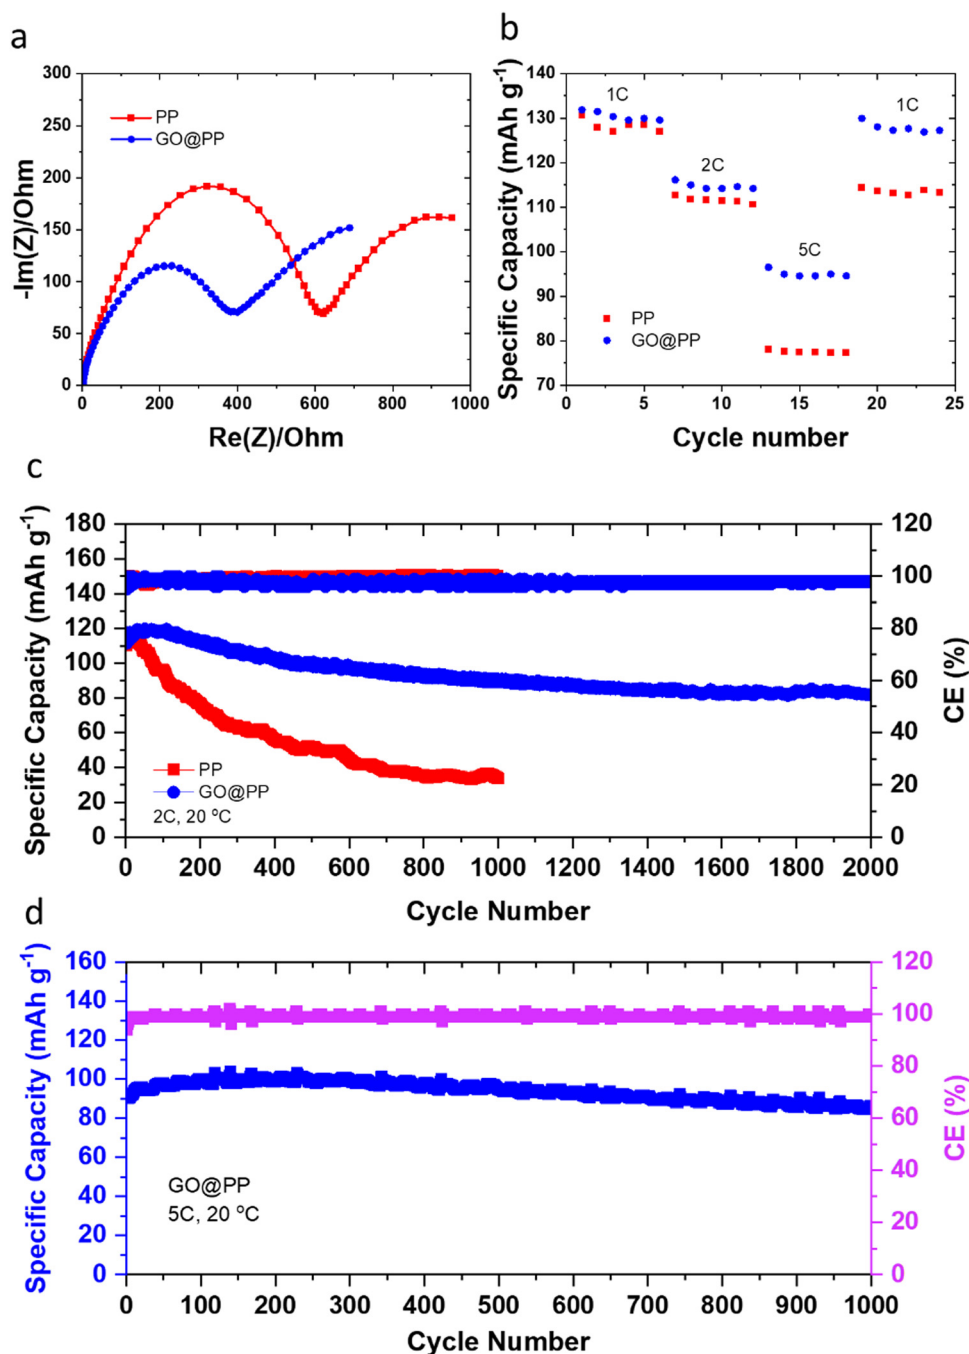 a
300
250
200
150
100
50
0
-Im(Z)/Ohm
PP
GO@PP
0 200 400 600 800 1000
Re(Z)/Ohm
b
140
130
120
110
100
90
80
70
Specific Capacity (mAh g⁻¹)
1C
2C
5C
1C
PP
GO@PP
0 5 10 15 20 25
Cycle number
c
180
160
140
120
100
80
60
40
20
0
Specific Capacity (mAh g⁻¹)
PP
GO@PP
2C, 20 ºC
120
100
80
60
40
20
0
CE (%)
0 200 400 600 800 1000 1200 1400 1600 1800 2000
Cycle Number
d
160
140
120
100
80
60
40
20
0
Specific Capacity (mAh g⁻¹)
GO@PP
5C, 20 ºC
120
100
80
60
40
20
0
CE (%)
0 100 200 300 400 500 600 700 800 900 1000
Cycle Number